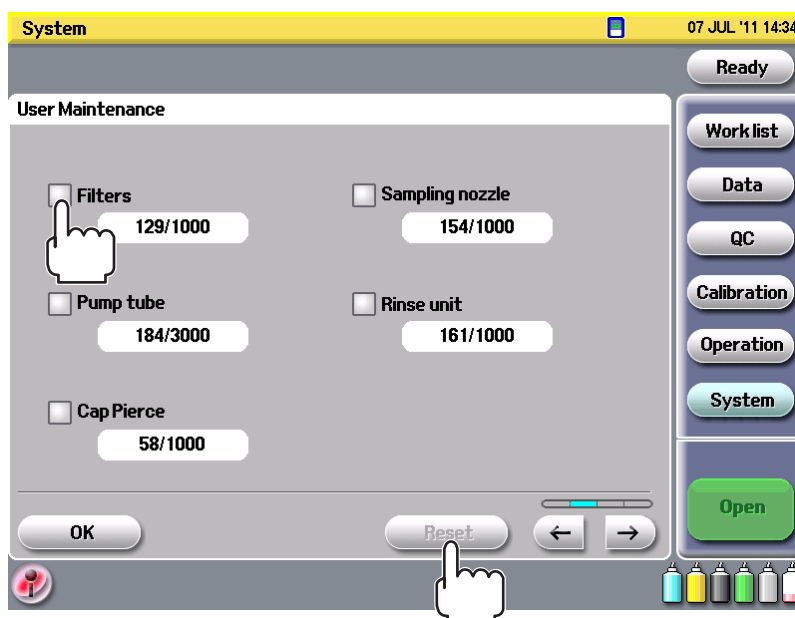 System
07 JUL '11 14:34
Ready
User Maintenance
Work list
Filters
129/1000
Sampling nozzle
154/1000
Data
QC
Pump tube
184/3000
Rinse unit
161/1000
Calibration
Operation
Cap Pierce
58/1000
System
OK
Reset
←
→
Open